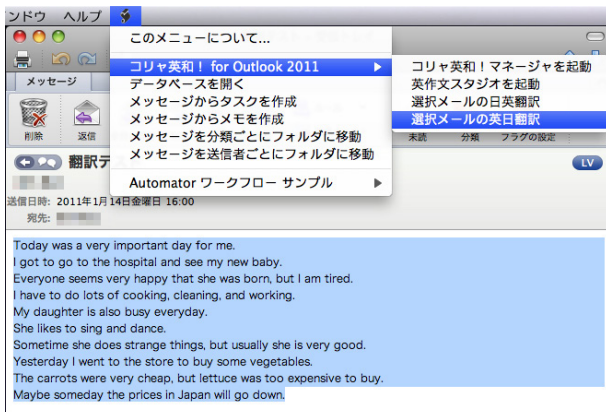 ンドウ ヘルプ
このメニューについて...
コリャ英和！ for Outlook 2011
データベースを開く
メッセージからタスクを作成
メッセージからメモを作成
メッセージを分類ごとにフォルダに移動
メッセージを送信者ごとにフォルダに移動
Automator ワークフロー サンプル
コリャ英和！マネージャを起動
英作文スタジオを起動
選択メールの日英翻訳
選択メールの英日翻訳
メッセージ
削除 返信 未読 分類 フラグの設定
翻訳テ
LV
送信日時: 2011年1月14日金曜日 16:00
宛先:
Today was a very important day for me.
I got to go to the hospital and see my new baby.
Everyone seems very happy that she was born, but I am tired.
I have to do lots of cooking, cleaning, and working.
My daughter is also busy everyday.
She likes to sing and dance.
Sometime she does strange things, but usually she is very good.
Yesterday I went to the store to buy some vegetables.
The carrots were very cheap, but lettuce was too expensive to buy.
Maybe someday the prices in Japan will go down.